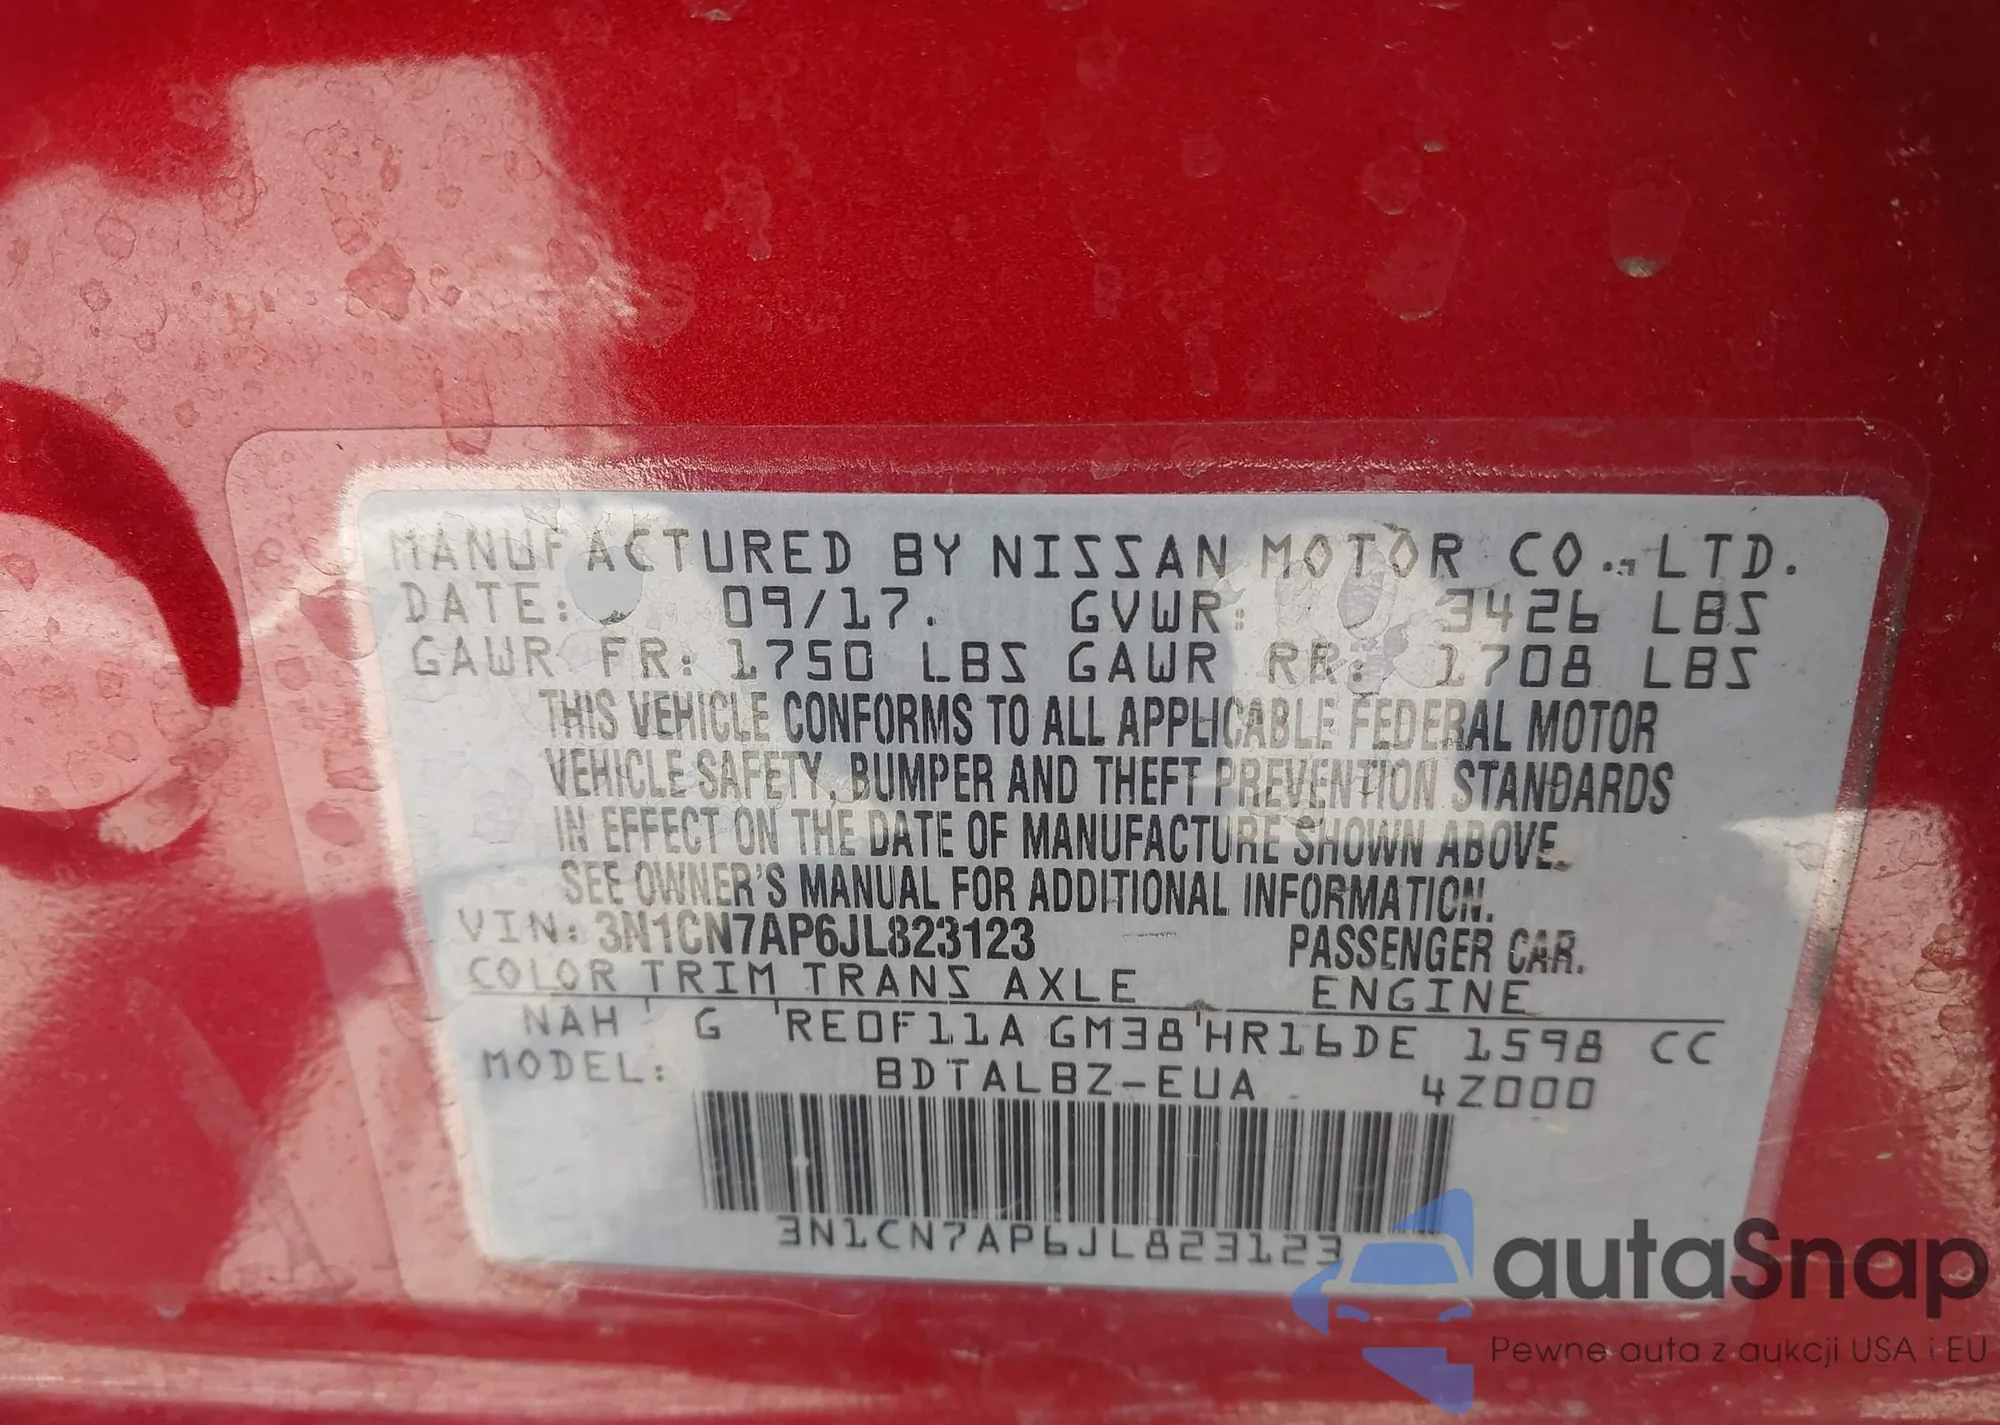 MANUFACTURED BY NISSAN MOTOR CO., LTD.
DATE: 09/17. GVWR: 3426 LBS
GAWR FR: 1750 LBS GAWR RR: 1708 LBS
THIS VEHICLE CONFORMS TO ALL APPLICABLE FEDERAL MOTOR
VEHICLE SAFETY, BUMPER AND THEFT PREVENTION STANDARDS
IN EFFECT ON THE DATE OF MANUFACTURE SHOWN ABOVE.
SEE OWNER'S MANUAL FOR ADDITIONAL INFORMATION.
VIN: 3N1CN7AP6JL823123 PASSENGER CAR.
COLOR TRIM TRANS AXLE ENGINE
NAH G RE0F11A GM38 HR16DE 1598 CC
MODEL: BDTALBZ-EUA 4Z000
3N1CN7AP6JL823123
autaSnap
Pewne auta z aukcji USA i EU